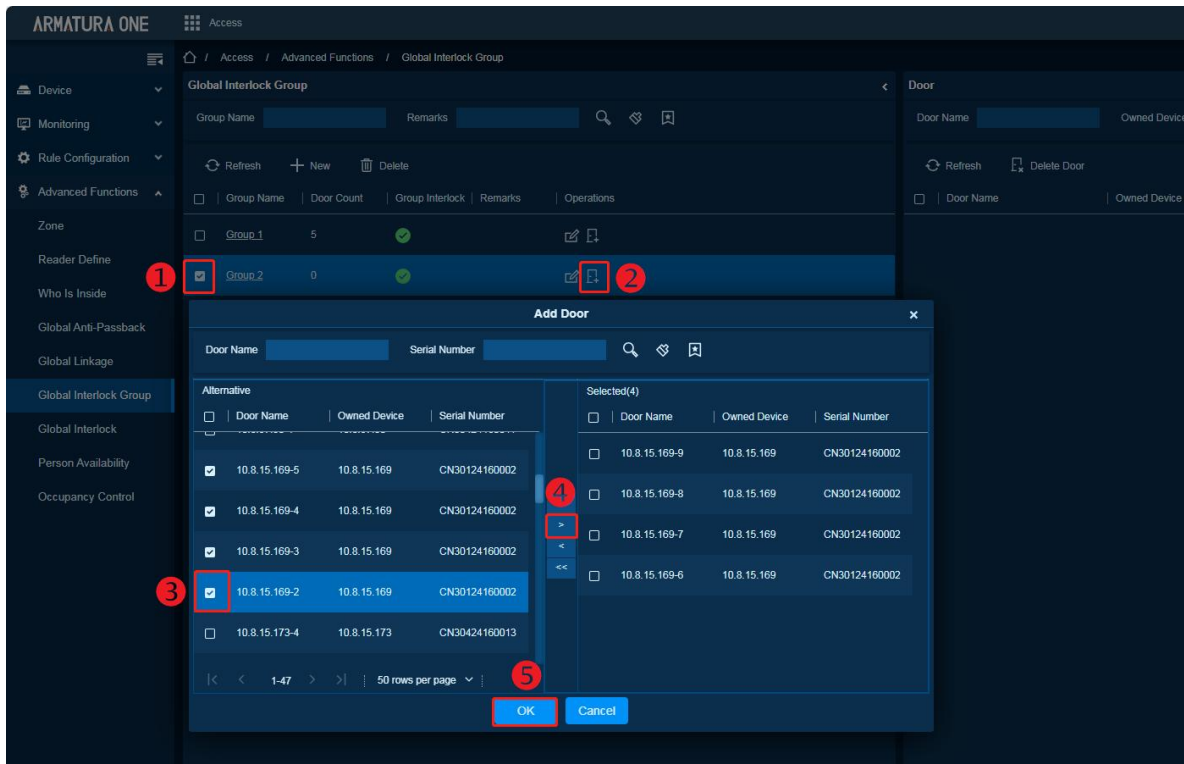 ARMATURA ONE
Access
/ Access / Advanced Functions / Global Interlock Group
Device
Monitoring
Rule Configuration
Advanced Functions
Zone
Reader Define
Who Is Inside
Global Anti-Passback
Global Linkage
Global Interlock Group
Global Interlock
Person Availability
Occupancy Control
Global Interlock Group
Group Name Remarks
Refresh New Delete
Group Name Door Count Group Interlock Remarks Operations
Group 1 5
1 Group 2 0 2
Door
Door Name Owned Device
Refresh Delete Door
Door Name Owned Device
Add Door
Door Name Serial Number
Alternative
Door Name Owned Device Serial Number
10.8.15.169-5 10.8.15.169 CN30124160002
10.8.15.169-4 10.8.15.169 CN30124160002
10.8.15.169-3 10.8.15.169 CN30124160002
3 10.8.15.169-2 10.8.15.169 CN30124160002
10.8.15.173-4 10.8.15.173 CN30424160013
|< < 1-47 > >| 50 rows per page
4
>
<
<<
Selected(4)
Door Name Owned Device Serial Number
10.8.15.169-9 10.8.15.169 CN30124160002
10.8.15.169-8 10.8.15.169 CN30124160002
10.8.15.169-7 10.8.15.169 CN30124160002
10.8.15.169-6 10.8.15.169 CN30124160002
5
OK Cancel